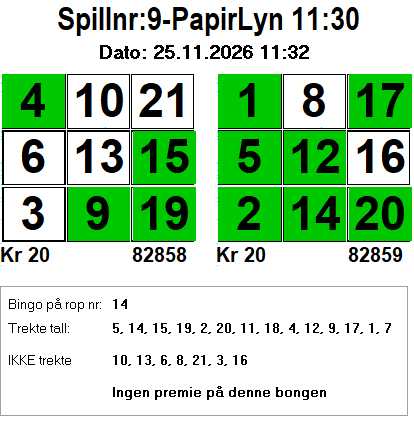 Spillnr:9-PapirLyn 11:30
Dato: 25.11.2026 11:32
4 10 21 1 8 17
6 13 15 5 12 16
3 9 19 2 14 20
Kr 20 82858 Kr 20 82859
Bingo på rop nr: 14
Trekte tall: 5, 14, 15, 19, 2, 20, 11, 18, 4, 12, 9, 17, 1, 7
IKKE trekte 10, 13, 6, 8, 21, 3, 16
Ingen premie på denne bongen